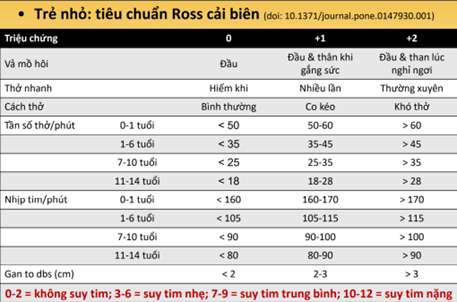 • Trẻ nhỏ: tiêu chuẩn Ross cải biên (doi: 10.1371/journal.pone.0147930.001)
Triệu chứng 0 +1 +2
Vả mồ hôi Đầu Đầu & thân khi gắng sức Đầu & than lúc nghỉ ngơi
Thở nhanh Hiếm khi Nhiều lần Thường xuyên
Cách thở Bình thường Co kéo Khó thở
Tần số thở/phút 0-1 tuổi < 50 50-60 > 60
1-6 tuổi < 35 35-45 > 45
7-10 tuổi < 25 25-35 > 35
11-14 tuổi < 18 18-28 > 28
Nhịp tim/phút 0-1 tuổi < 160 160-170 > 170
1-6 tuổi < 105 105-115 > 115
7-10 tuổi < 90 90-100 > 100
11-14 tuổi < 80 80-90 > 90
Gan to dbs (cm) < 2 2-3 > 3
0-2 = không suy tim; 3-6 = suy tim nhẹ; 7-9 = suy tim trung bình; 10-12 = suy tim nặng